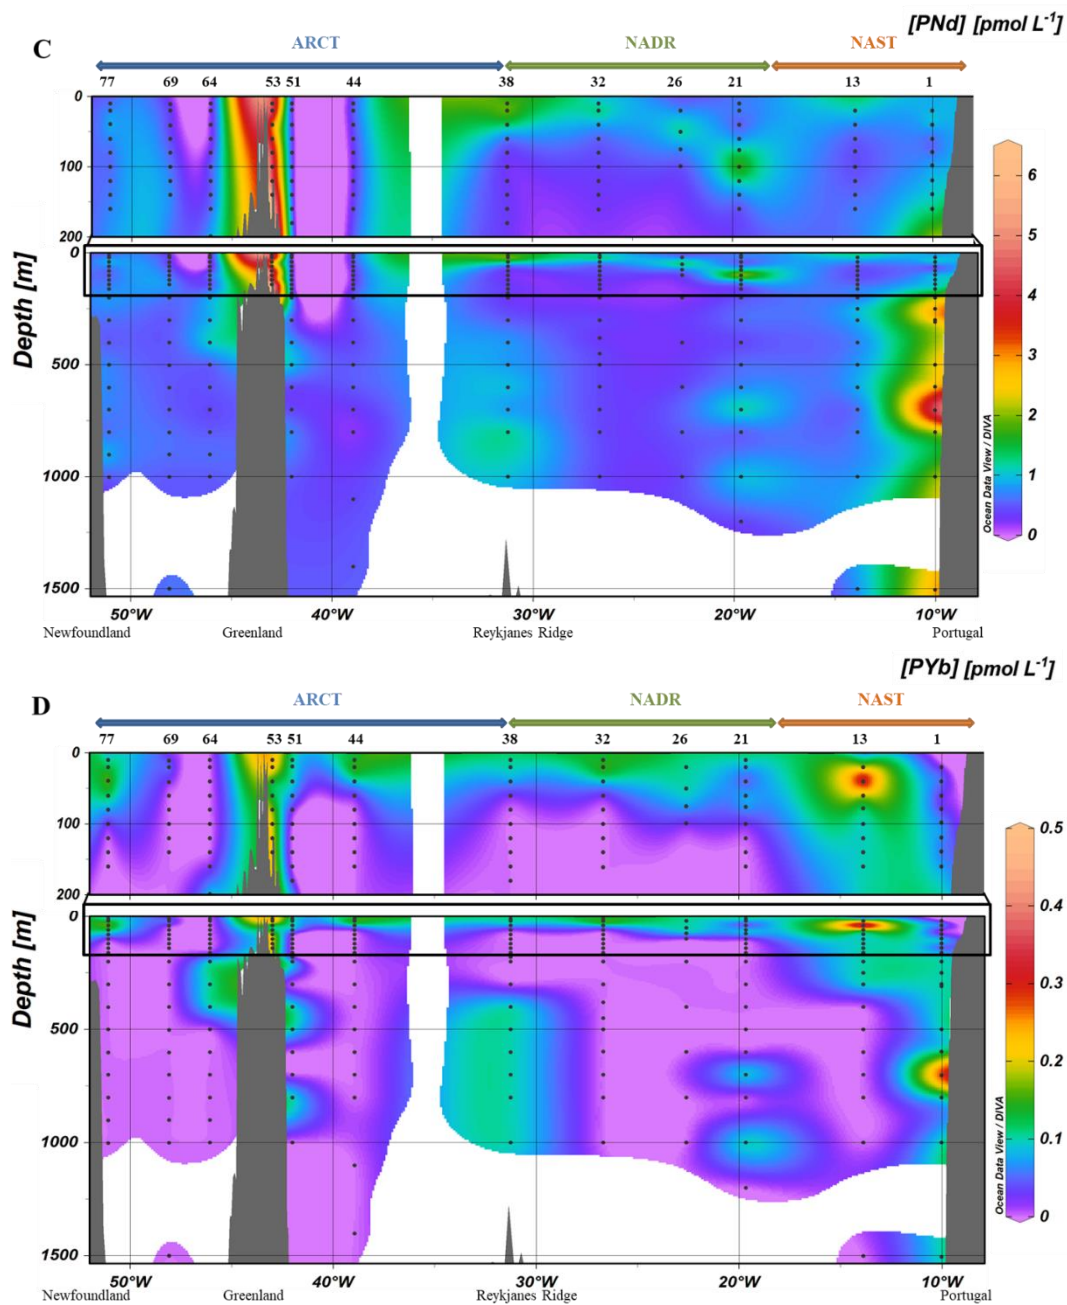 [PNd] [pmol L-1]
C
ARCT NADR NAST
77 69 64 53 51 44 38 32 26 21 13 1
0
100
200
0
500
1000
1500
Depth [m]
6
5
4
3
2
1
0
Ocean Data View / DIVA
50°W 40°W 30°W 20°W 10°W
Newfoundland Greenland Reykjanes Ridge Portugal
[PYb] [pmol L-1]
D
ARCT NADR NAST
77 69 64 53 51 44 38 32 26 21 13 1
0
100
200
0
500
1000
1500
Depth [m]
0.5
0.4
0.3
0.2
0.1
0
Ocean Data View / DIVA
50°W 40°W 30°W 20°W 10°W
Newfoundland Greenland Reykjanes Ridge Portugal